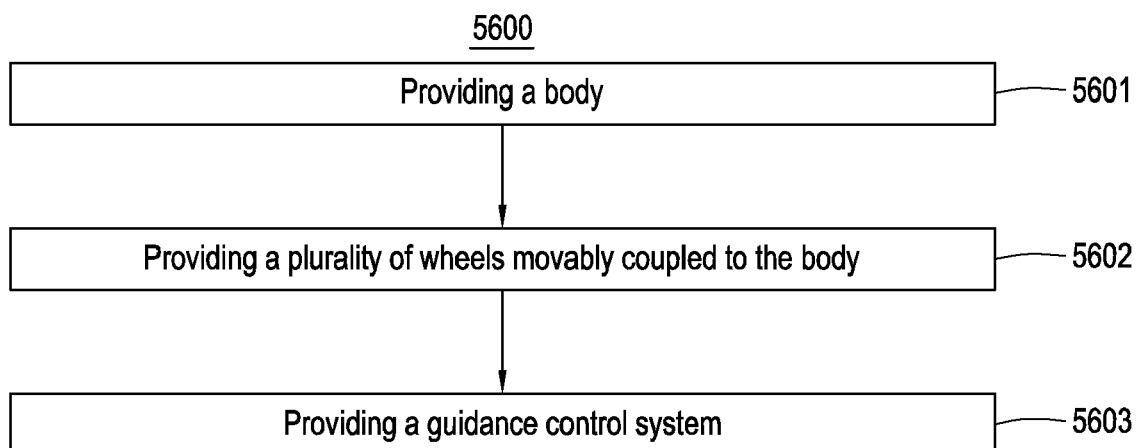 5600
Providing a body 5601
Providing a plurality of wheels movably coupled to the body 5602
Providing a guidance control system 5603